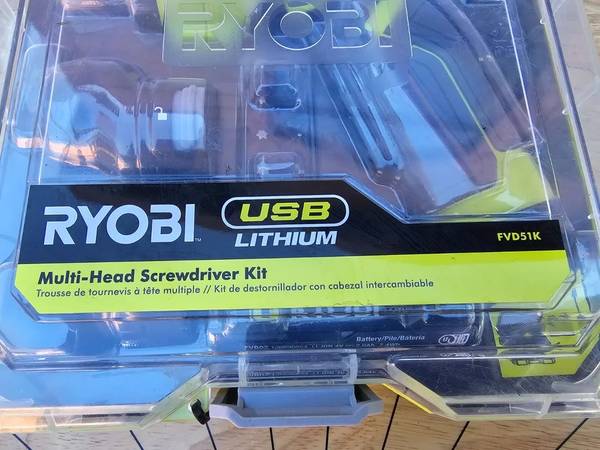 RYOBI
RYOBI™ USB LITHIUM
FVD51K
Multi-Head Screwdriver Kit
Trousse de tournevis à tête multiple // Kit de destornillador con cabezal intercambiable
Battery/Pile/Batería